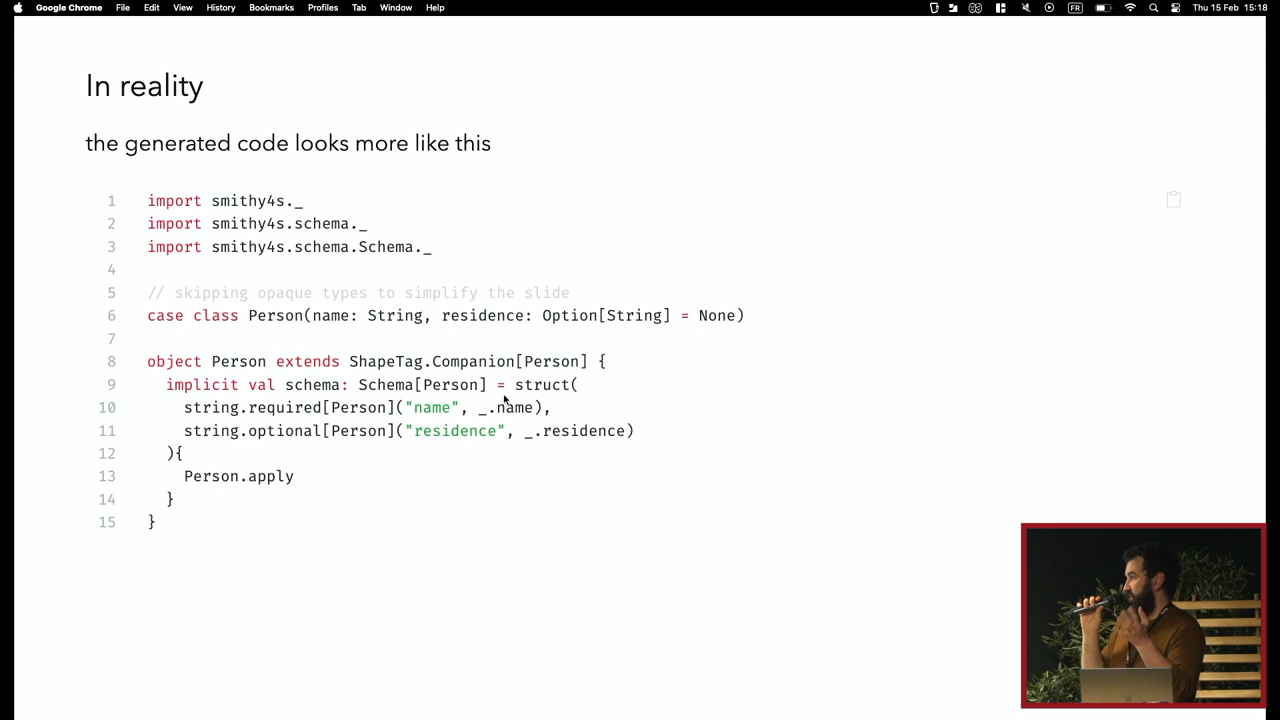 Google Chrome File Edit View History Bookmarks Profiles Tab Window Help FR Thu 15 Feb 15:18
In reality
the generated code looks more like this
1 import smithy4s._
2 import smithy4s.schema._
3 import smithy4s.schema.Schema._
4
5 // skipping opaque types to simplify the slide
6 case class Person(name: String, residence: Option[String] = None)
7
8 object Person extends ShapeTag.Companion[Person] {
9   implicit val schema: Schema[Person] = struct(
10     string.required[Person]("name", _.name),
11     string.optional[Person]("residence", _.residence)
12   ){
13     Person.apply
14   }
15 }